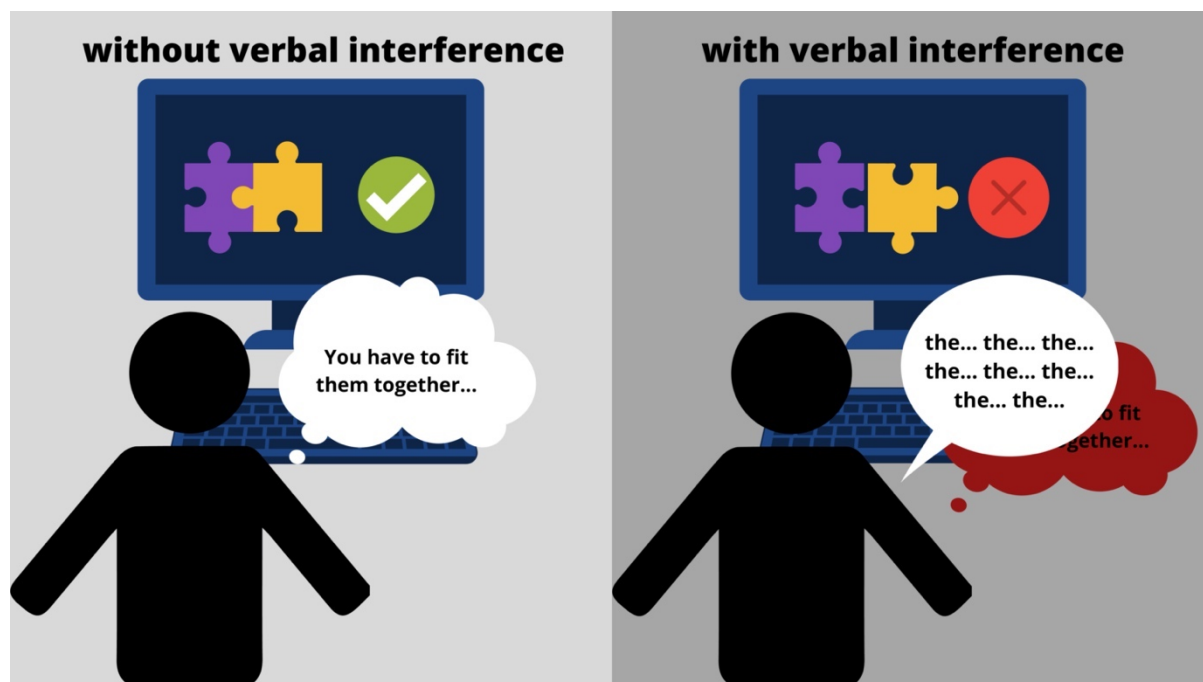 without verbal interference
You have to fit
them together...
with verbal interference
the... the... the...
the... the... the...
the... the...
fit